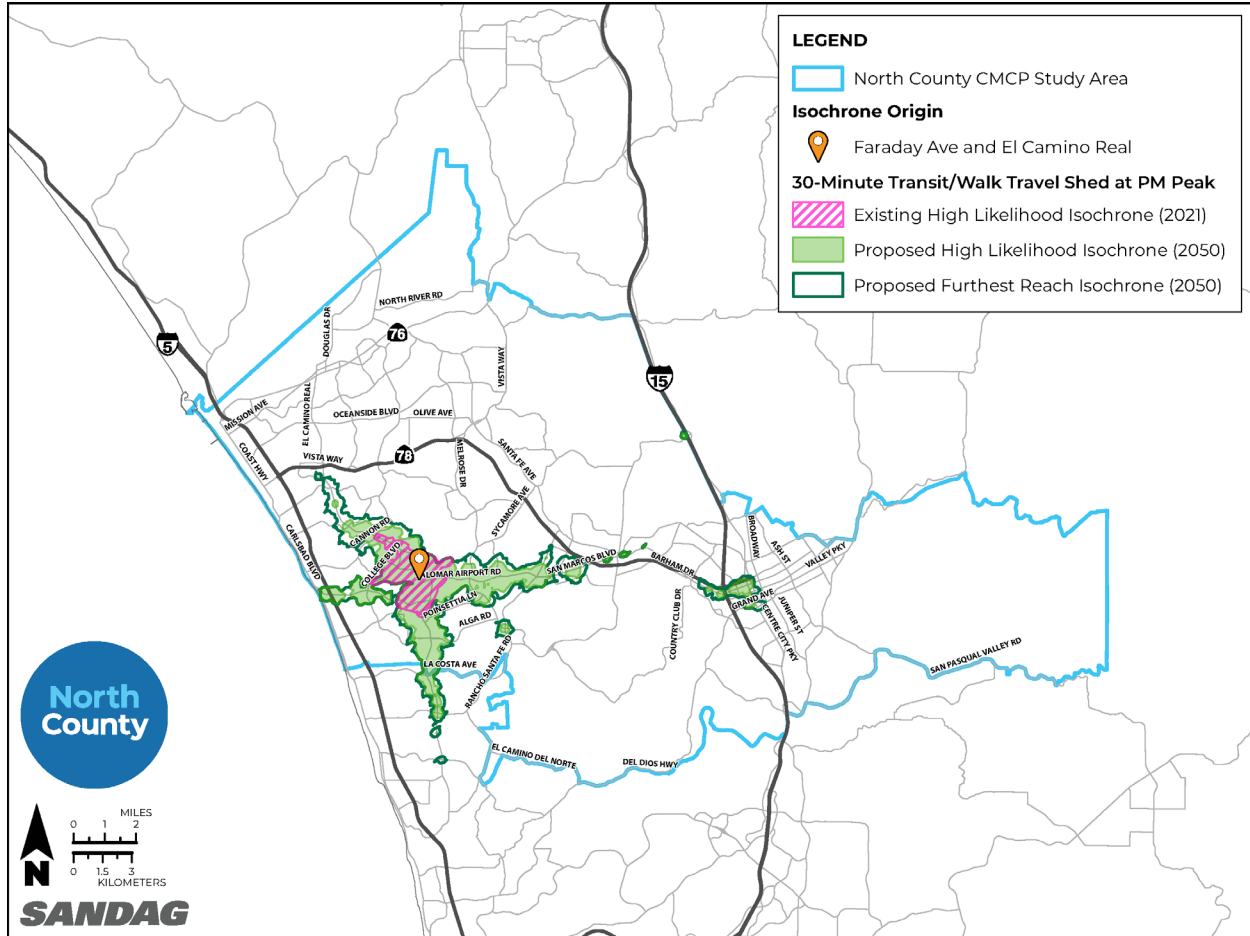 LEGEND
North County CMCP Study Area
Isochrone Origin
Faraday Ave and El Camino Real
30-Minute Transit/Walk Travel Shed at PM Peak
Existing High Likelihood Isochrone (2021)
Proposed High Likelihood Isochrone (2050)
Proposed Furthest Reach Isochrone (2050)
NORTH RIVER RD
DOUGLAS DR
76
5
VISTA WAY
15
EL CAMINO REAL
MISSION AVE
OCEANSIDE BLVD
OLIVE AVE
COAST HWY
VISTA WAY
78
MELROSE DR
SANTA FE AVE
SYCAMORE AVE
CARLSBAD BLVD
CANNON RD
COLLEGE BLVD
ALOMAR AIRPORT RD
SAN MARCOS BLVD
BARHAM DR
BROADWAY
ASH ST
VALLEY PKY
POINSETTIA LN
ALGA RD
GRAND AVE
JUNIPER ST
CENTRE CITY PKY
COUNTRY CLUB DR
LA COSTA AVE
RANCHO SANTA FE RD
SAN PASQUAL VALLEY RD
EL CAMINO DEL NORTE
DEL DIOS HWY
North
County
MILES
0 1 2
0 1.5 3
KILOMETERS
N
SANDAG